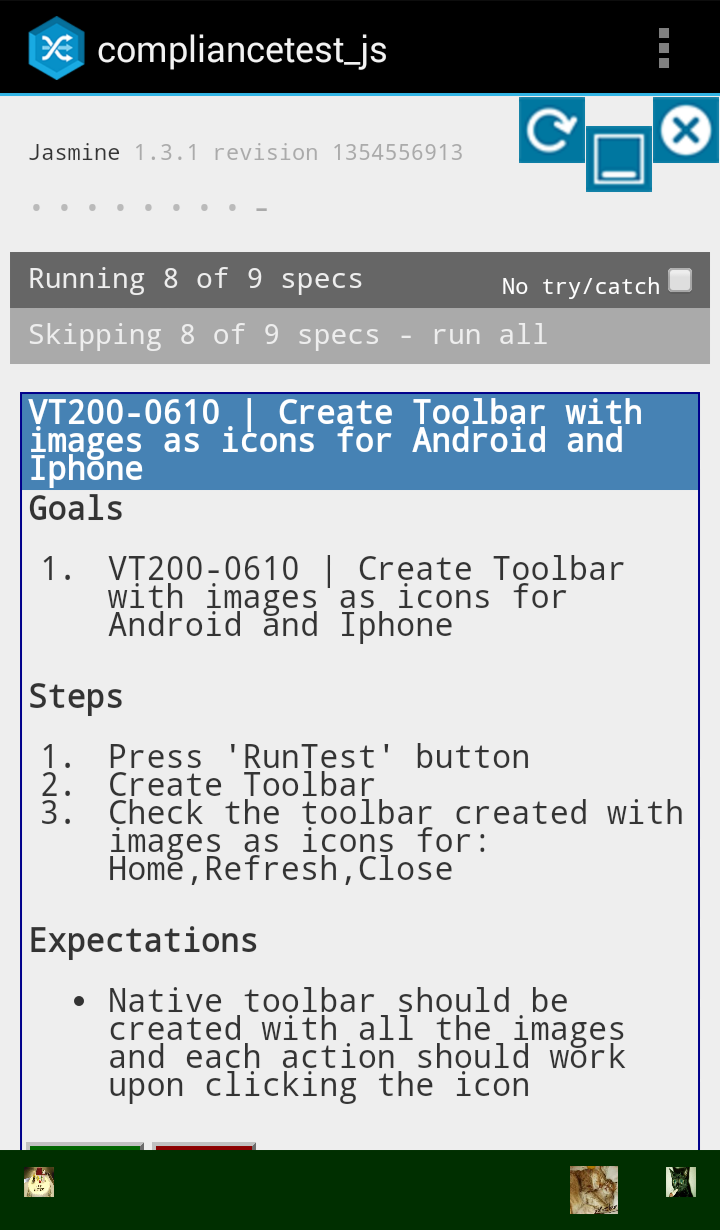 compliancetest_js
Jasmine 1.3.1 revision 1354556913
Running 8 of 9 specs
No try/catch
Skipping 8 of 9 specs - run all
VT200-0610 | Create Toolbar with
images as icons for Android and
Iphone
Goals
1. VT200-0610 | Create Toolbar
with images as icons for
Android and Iphone
Steps
1. Press 'RunTest' button
2. Create Toolbar
3. Check the toolbar created with
images as icons for:
Home,Refresh,Close
Expectations
• Native toolbar should be
created with all the images
and each action should work
upon clicking the icon